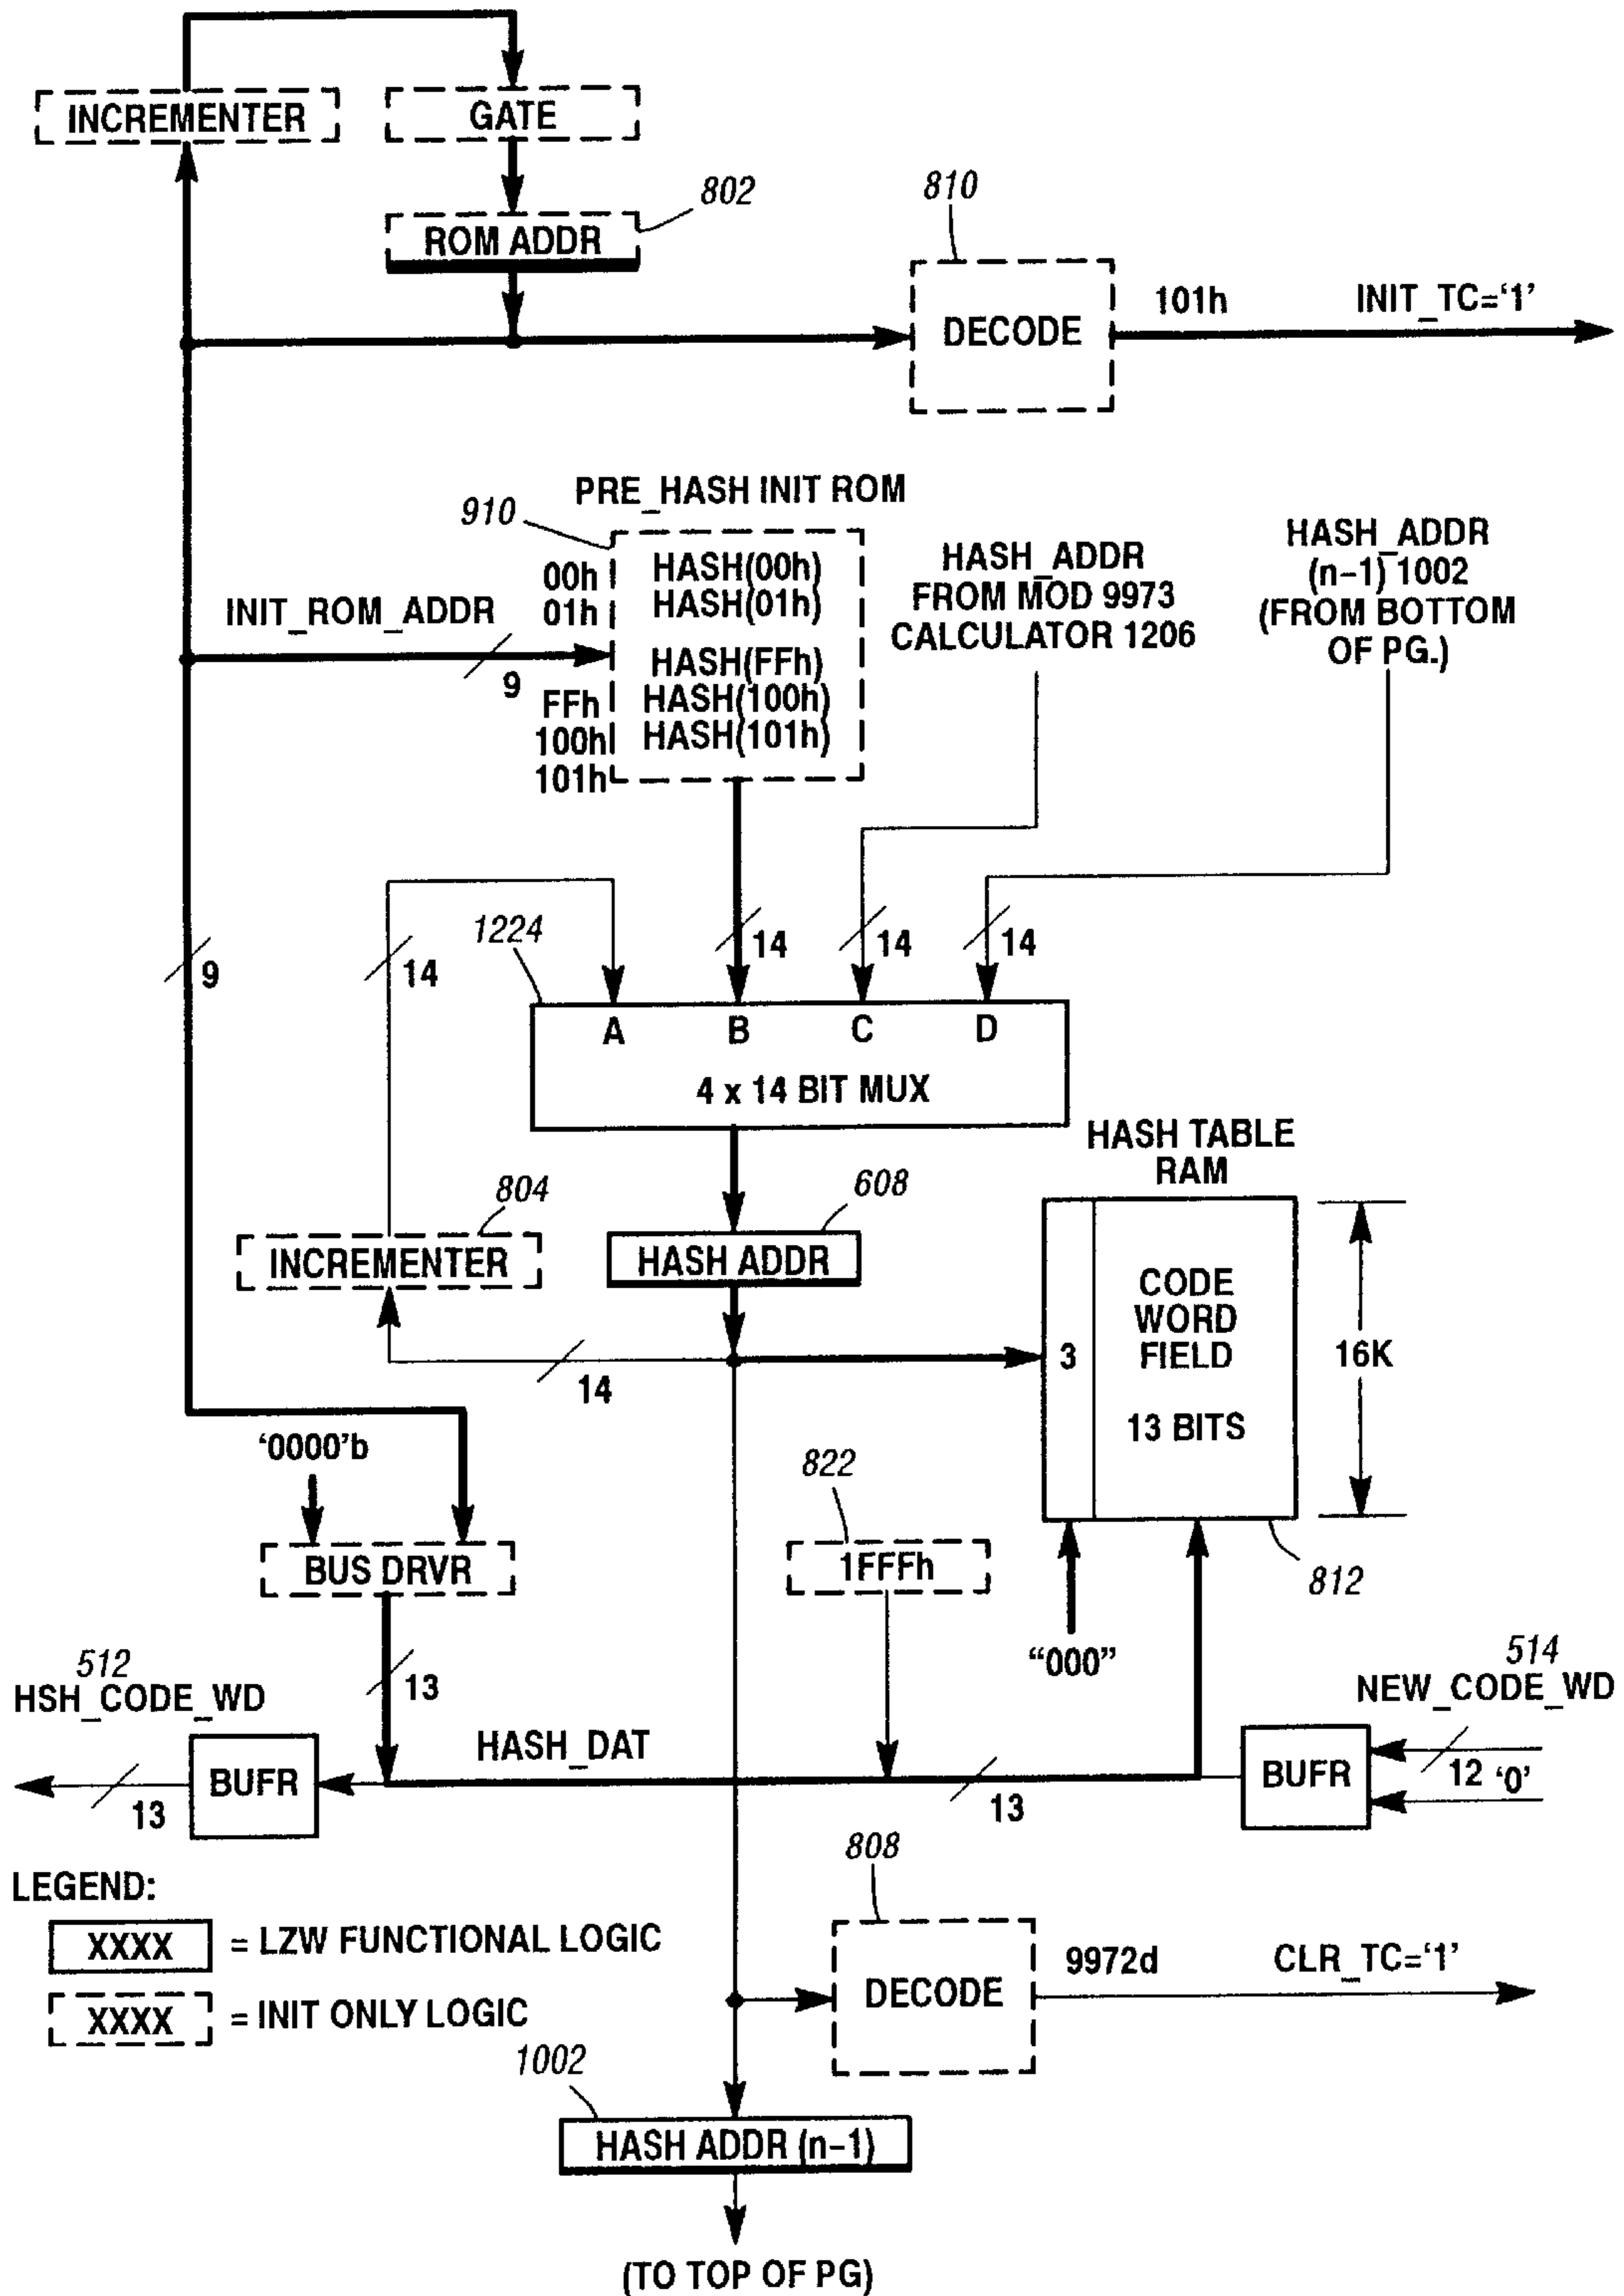 INCREMENTER
GATE
802
ROM ADDR
810
DECODE
101h
INIT_TC=‘1’
PRE_HASH INIT ROM
910
00h
HASH(00h)
01h
HASH(01h)
INIT_ROM_ADDR
9
HASH(FFh)
FFh
HASH(100h)
100h
HASH(101h)
101h
HASH_ADDR
FROM MOD 9973
CALCULATOR 1206
HASH_ADDR
(n-1) 1002
(FROM BOTTOM
OF PG.)
9
14
1224
14
14
14
A B C D
4 x 14 BIT MUX
HASH TABLE
RAM
804
INCREMENTER
608
HASH ADDR
14
3
CODE
WORD
FIELD
13 BITS
16K
‘0000’b
BUS DRVR
822
1FFFh
812
“000”
512
HSH_CODE_WD
13
514
NEW_CODE_WD
HASH_DAT
BUFR
13
13
BUFR
12
‘0’
LEGEND:
XXXX = LZW FUNCTIONAL LOGIC
XXXX = INIT ONLY LOGIC
808
DECODE
9972d
CLR_TC=‘1’
1002
HASH ADDR (n-1)
(TO TOP OF PG)